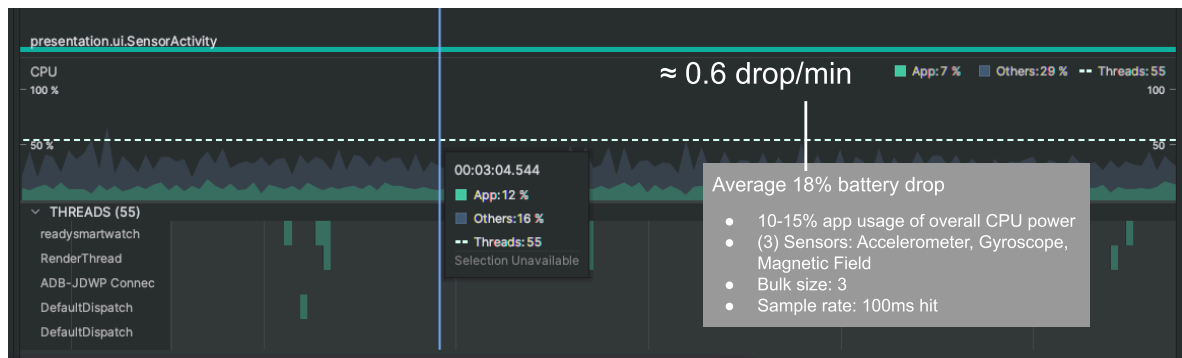 presentation.ui.SensorActivity
CPU
≈ 0.6 drop/min
App:7 % Others:29 % Threads:55
100 %
100
50 %
50
00:03:04.544
App:12 %
Others:16 %
Threads:55
Selection Unavailable
Average 18% battery drop
● 10-15% app usage of overall CPU power
● (3) Sensors: Accelerometer, Gyroscope,
Magnetic Field
● Bulk size: 3
● Sample rate: 100ms hit
THREADS (55)
readysmartwatch
RenderThread
ADB-JDWP Connec
DefaultDispatch
DefaultDispatch